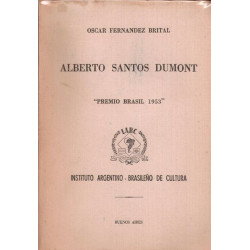 OSCAR FERNANDEZ BRITAL
ALBERTO SANTOS DUMONT
"PREMIO BRASIL 1955"
I.A.B.C.
INSTITUTO ARGENTINO - BRASILEÑO DE CULTURA
BUENOS AIRES